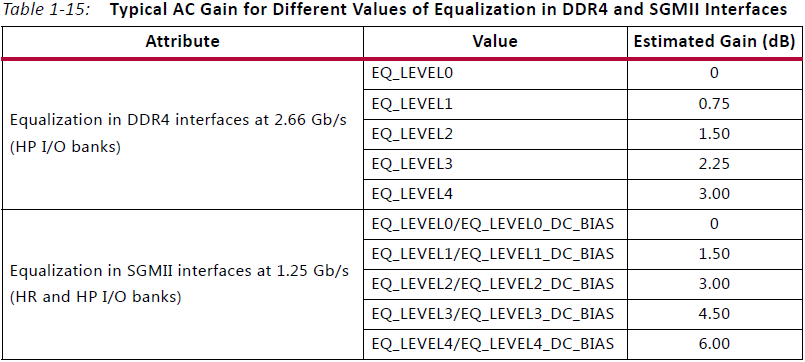 Table 1-15: Typical AC Gain for Different Values of Equalization in DDR4 and SGMII Interfaces
Attribute Value Estimated Gain (dB)
Equalization in DDR4 interfaces at 2.66 Gb/s
(HP I/O banks)
EQ_LEVEL0 0
EQ_LEVEL1 0.75
EQ_LEVEL2 1.50
EQ_LEVEL3 2.25
EQ_LEVEL4 3.00
Equalization in SGMII interfaces at 1.25 Gb/s
(HR and HP I/O banks)
EQ_LEVEL0/EQ_LEVEL0_DC_BIAS 0
EQ_LEVEL1/EQ_LEVEL1_DC_BIAS 1.50
EQ_LEVEL2/EQ_LEVEL2_DC_BIAS 3.00
EQ_LEVEL3/EQ_LEVEL3_DC_BIAS 4.50
EQ_LEVEL4/EQ_LEVEL4_DC_BIAS 6.00